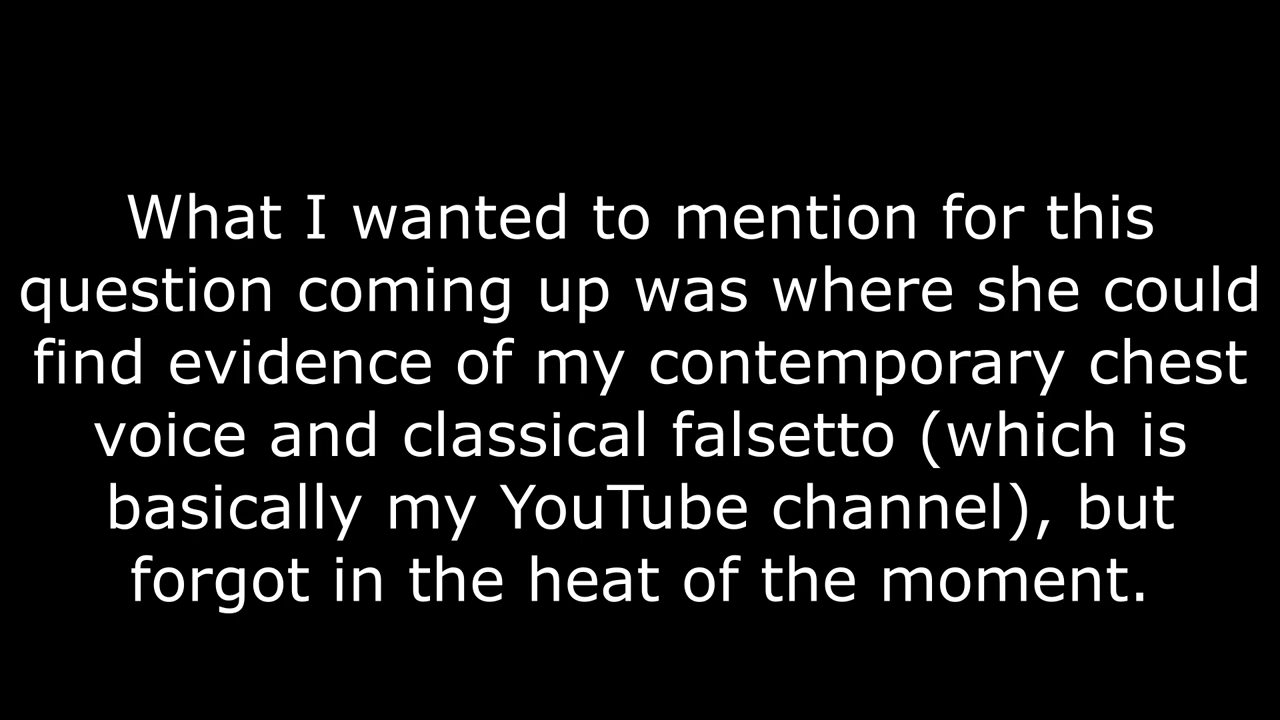 What I wanted to mention for this
question coming up was where she could
find evidence of my contemporary chest
voice and classical falsetto (which is
basically my YouTube channel), but
forgot in the heat of the moment.